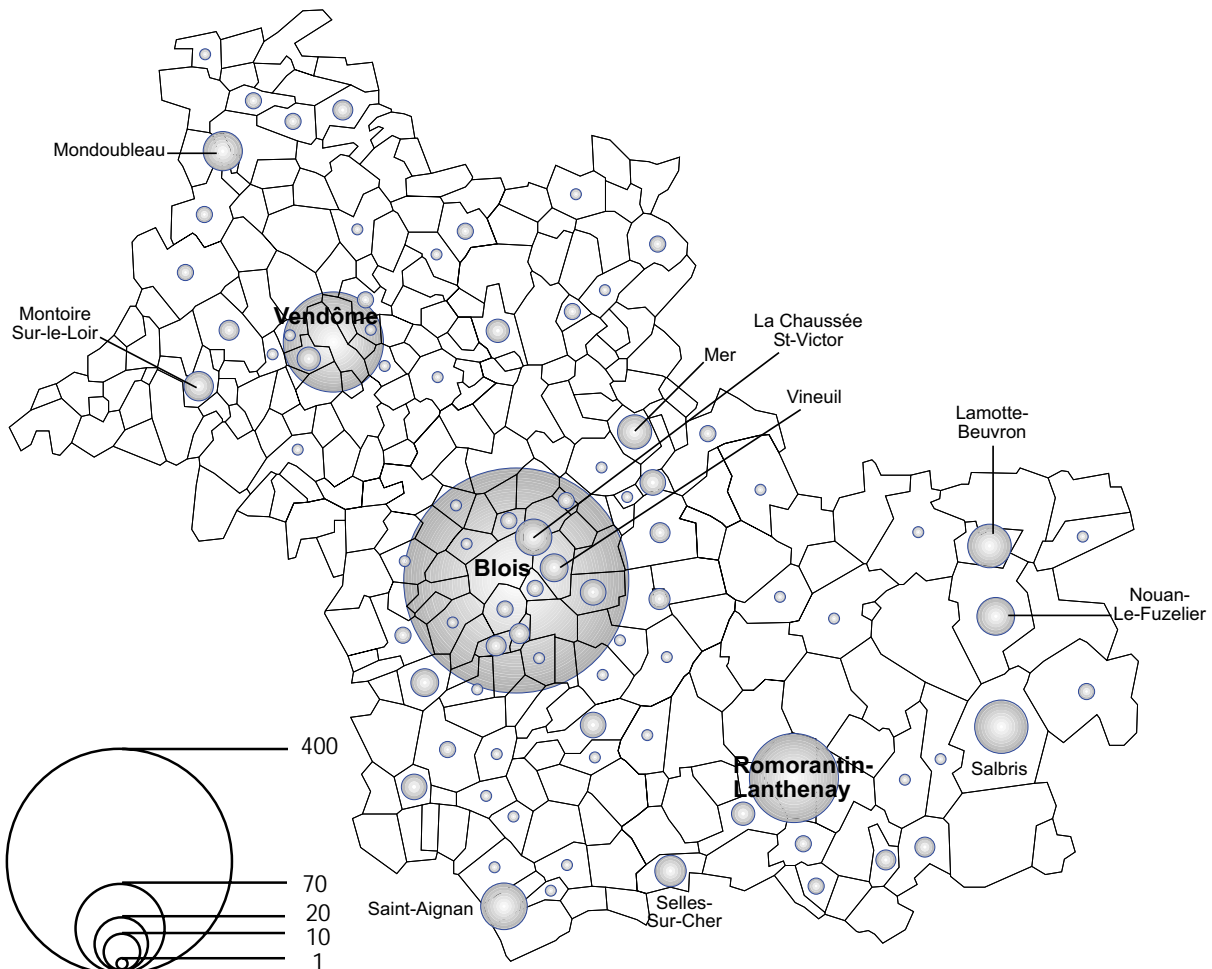 Mondoubleau
Montoire
Sur-le-Loir
Vendôme
La Chaussée
St-Victor
Mer
Vineuil
Lamotte-
Beuvron
Blois
Nouan-
Le-Fuzelier
Romorantin-
Lanthenay
Salbris
Saint-Aignan
Selles-
Sur-Cher
400
70
20
10
1